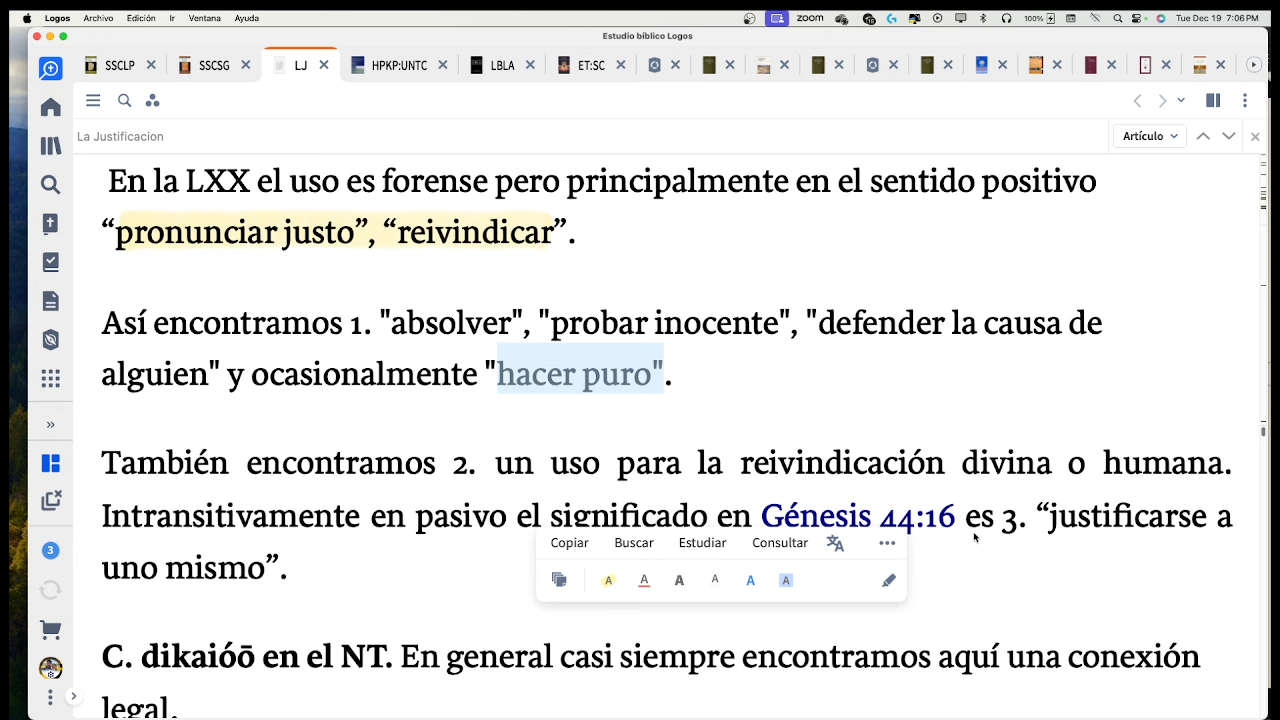 Logos Archivo Edición Ir Ventana Ayuda zoom 100% Tue Dec 19 7:06 PM
Estudio bíblico Logos
SSCLP SSCSG LJ HPKP:UNTC LBLA ET:SC
La Justificacion Artículo
En la LXX el uso es forense pero principalmente en el sentido positivo
“pronunciar justo”, “reivindicar”.
Así encontramos 1. "absolver", "probar inocente", "defender la causa de
alguien" y ocasionalmente "hacer puro".
También encontramos 2. un uso para la reivindicación divina o humana.
Intransitivamente en pasivo el significado en Génesis 44:16 es 3. “justificarse a
uno mismo”.
Copiar Buscar Estudiar Consultar
A A A A A A
3
C. dikaióō en el NT. En general casi siempre encontramos aquí una conexión
legal.